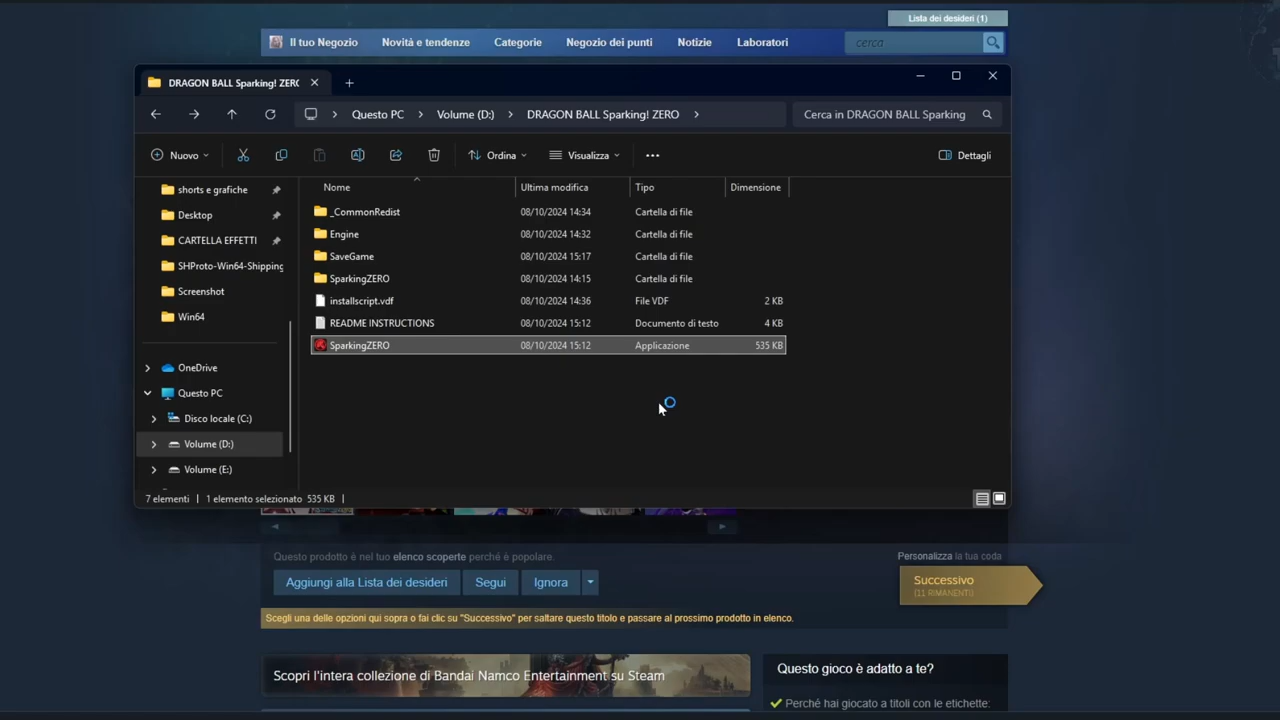 Lista dei desideri (1)
Il tuo Negozio Novità e tendenze Categorie Negozio dei punti Notizie Laboratori cerca
DRAGON BALL Sparking! ZERO
Questo PC Volume (D:) DRAGON BALL Sparking! ZERO Cerca in DRAGON BALL Sparking
Nuovo Ordina Visualizza Dettagli
Nome Ultima modifica Tipo Dimensione
shorts e grafiche
Desktop
CARTELLA EFFETTI
SHProto-Win64-Shipping
Screenshot
Win64
OneDrive
Questo PC
Disco locale (C:)
Volume (D:)
Volume (E:)
_CommonRedist 08/10/2024 14:34 Cartella di file
Engine 08/10/2024 14:32 Cartella di file
SaveGame 08/10/2024 15:17 Cartella di file
SparkingZERO 08/10/2024 14:15 Cartella di file
installscript.vdf 08/10/2024 14:36 File VDF 2 KB
README INSTRUCTIONS 08/10/2024 15:12 Documento di testo 4 KB
SparkingZERO 08/10/2024 15:12 Applicazione 535 KB
7 elementi 1 elemento selezionato 535 KB
Questo prodotto è nel tuo elenco scoperte perché è popolare
Personalizza la tua coda
Aggiungi alla Lista dei desideri Segui Ignora
Successivo
(11 RIMANENTI)
Scegli una delle opzioni qui sopra o fai clic su "Successivo" per saltare questo titolo e passare al prossimo prodotto in elenco.
Scopri l'intera collezione di Bandai Namco Entertainment su Steam
Questo gioco è adatto a te?
Perché hai giocato a titoli con le etichette: